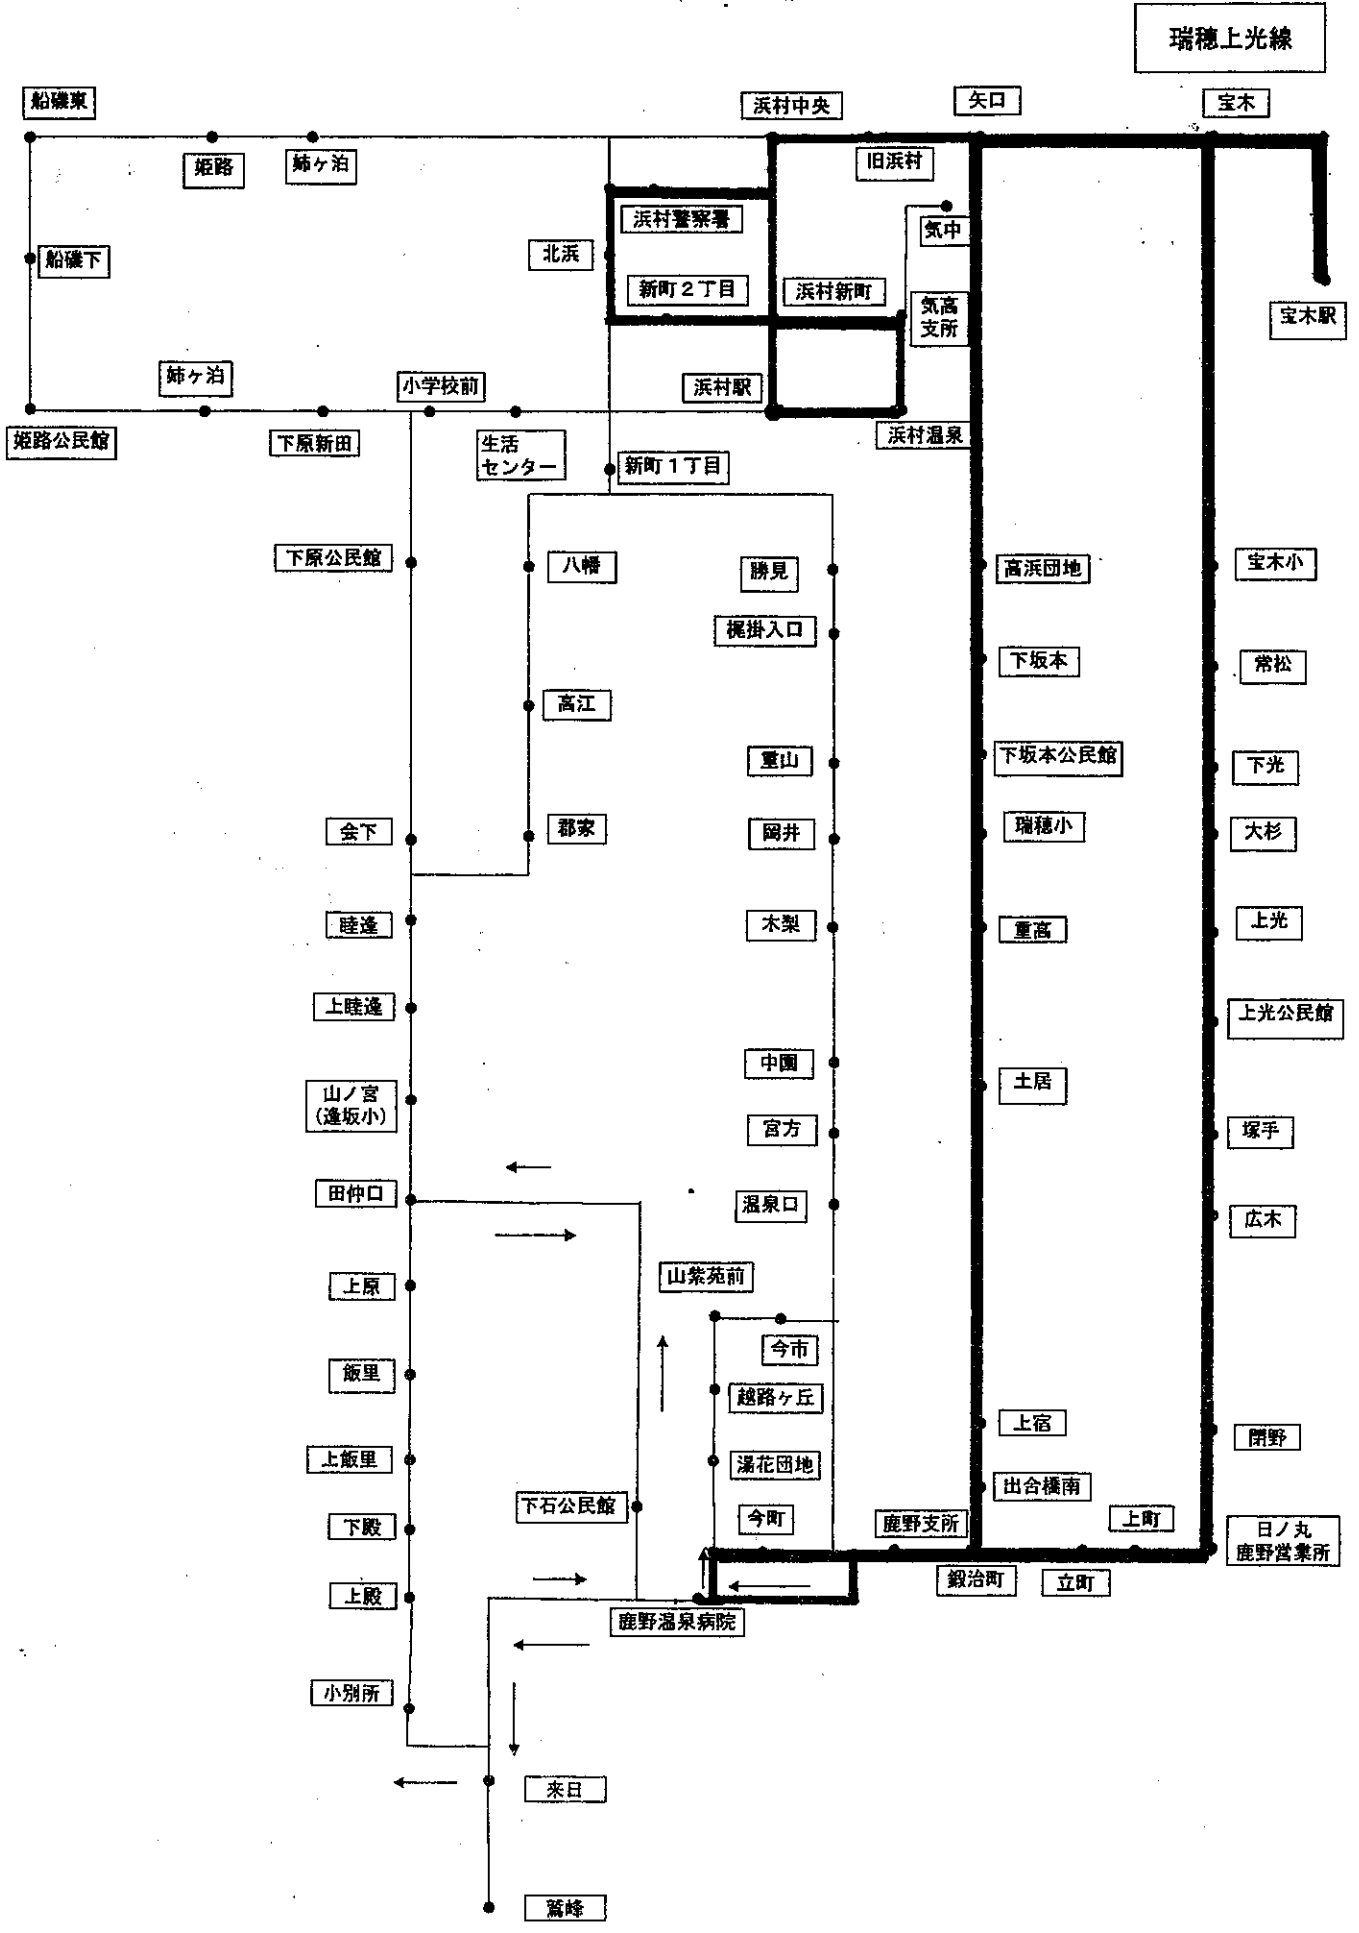 瑞穂上光線
船磯東
浜村中央
矢口
宝木
姫路
姉ヶ泊
旧浜村
浜村警察署
気中
船磯下
北浜
新町2丁目
浜村新町
気高
支所
宝木駅
姉ヶ泊
小学校前
浜村駅
姫路公民館
下原新田
生活
センター
浜村温泉
新町1丁目
下原公民館
八幡
勝見
高浜団地
宝木小
梶掛入口
下坂本
常松
高江
重山
下坂本公民館
下光
会下
郡家
岡井
瑞穂小
大杉
睦逢
木梨
重高
上光
上睦逢
上光公民館
中園
土居
山ノ宮
(逢坂小)
宮方
塚手
田仲口
温泉口
広木
上原
山紫苑前
今市
飯里
越路ヶ丘
上宿
閉野
上飯里
湯花団地
出合橋南
下石公民館
今町
鹿野支所
上町
下殿
日ノ丸
鹿野営業所
上殿
鍛治町
立町
鹿野温泉病院
小別所
来日
鷲峰